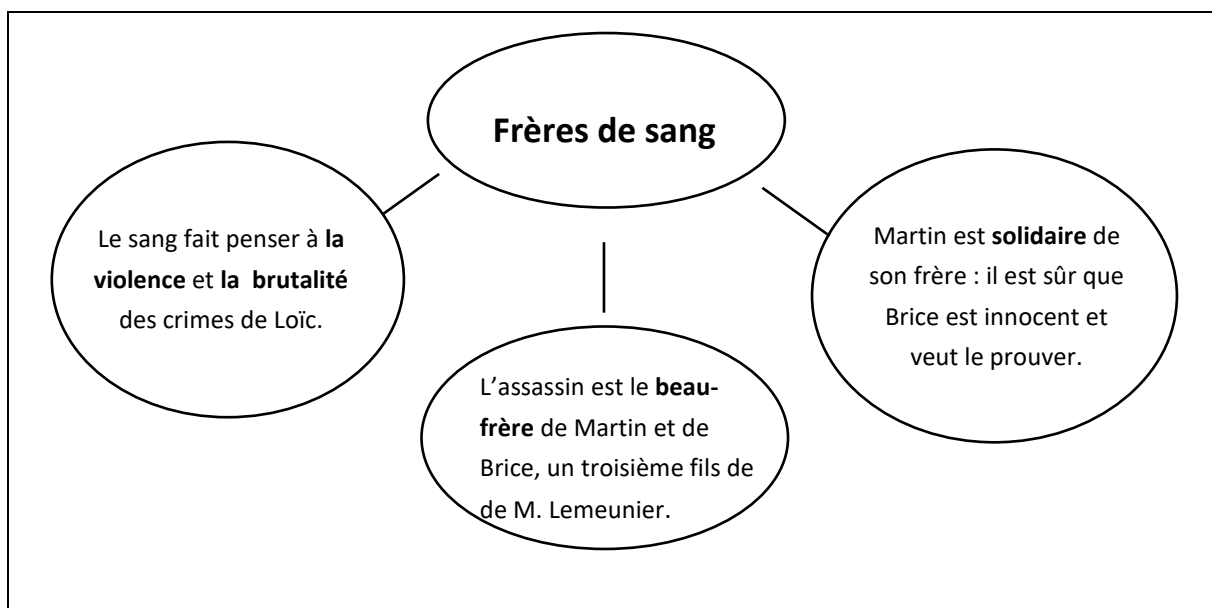 Frères de sang
Le sang fait penser à la
violence et la brutalité
des crimes de Loïc.
L'assassin est le beau-
frère de Martin et de
Brice, un troisième fils de
de M. Lemeunier.
Martin est solidaire de
son frère : il est sûr que
Brice est innocent et
veut le prouver.